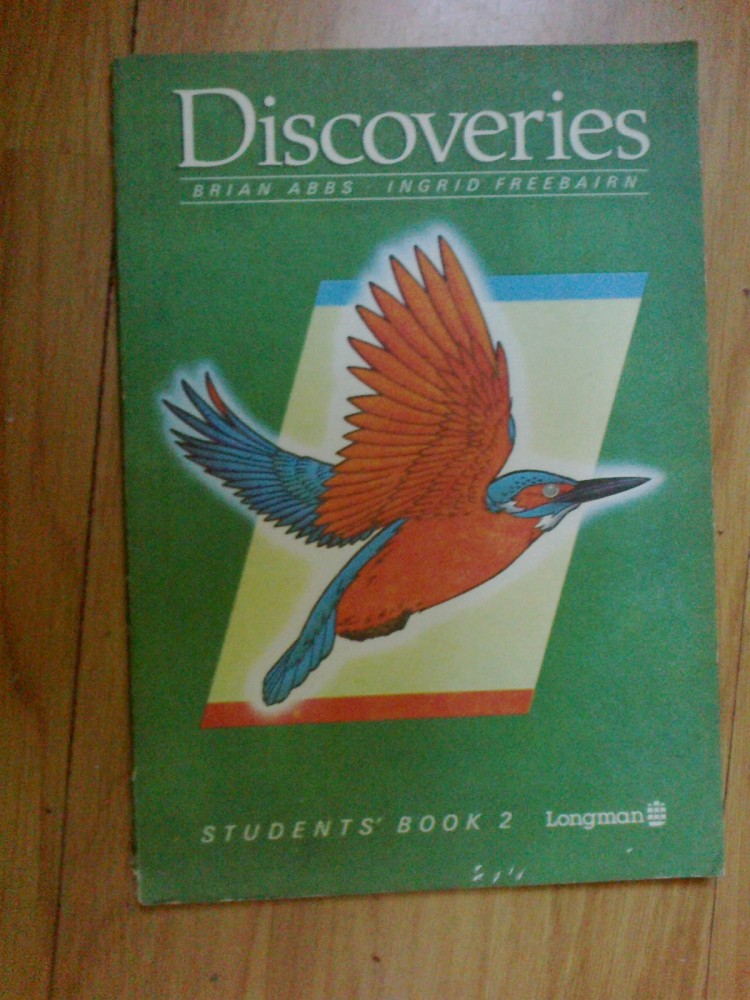 Discoveries
BRIAN ABBS · INGRID FREEBAIRN
STUDENTS' BOOK 2
Longman